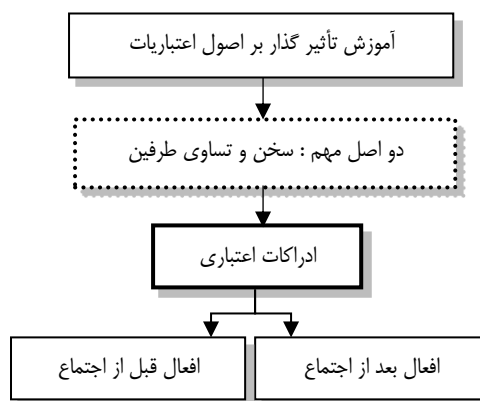 آموزش تأثیر گذار بر اصول اعتباریات
دو اصل مهم : سخن و تساوی طرفین
ادراکات اعتباری
افعال بعد از اجتماع
افعال قبل از اجتماع